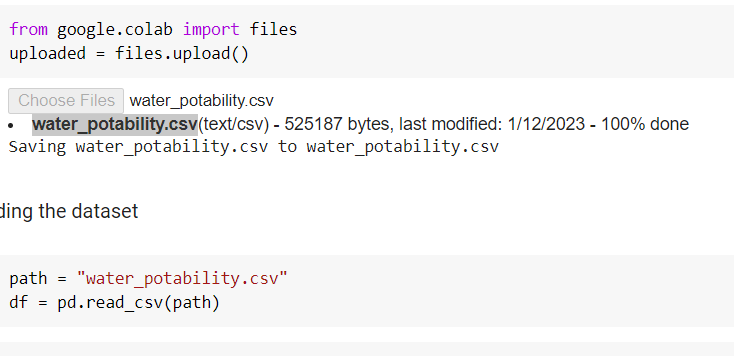 from google.colab import files
uploaded = files.upload()
Choose Files water_potability.csv
• water_potability.csv(text/csv) - 525187 bytes, last modified: 1/12/2023 - 100% done
Saving water_potability.csv to water_potability.csv
ding the dataset
path = "water_potability.csv"
df = pd.read_csv(path)